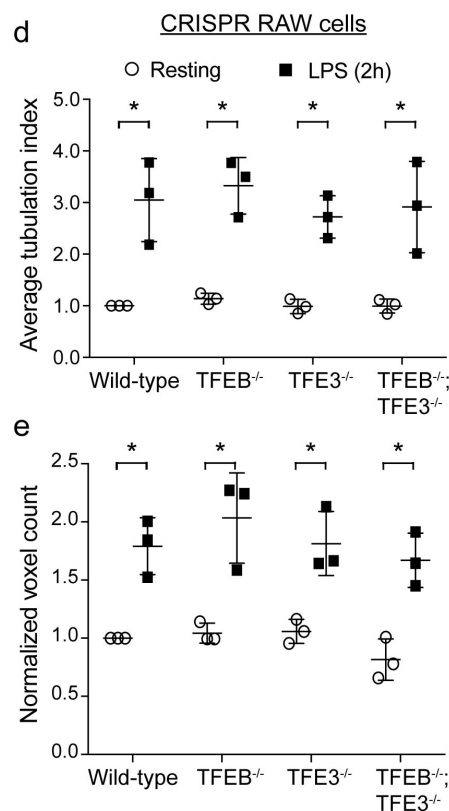 d
CRISPR RAW cells
Resting LPS (2h)
Average tubulation index
5.0
4.0
3.0
2.0
1.0
0.0
* * * *
Wild-type TFEB-/- TFE3-/- TFEB-/-;
TFE3-/-
e
Normalized voxel count
2.5
2.0
1.5
1.0
0.5
0.0
* * * *
Wild-type TFEB-/- TFE3-/- TFEB-/-;
TFE3-/-